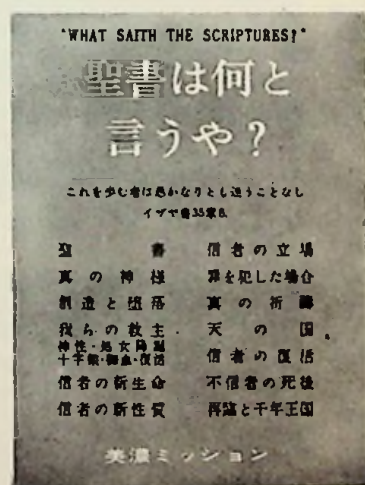 "WHAT SAITH THE SCRIPTURES?"
聖書は何と
言うや？
これを歩む者は愚かなりとも迷うことなし
イザヤ書35章8.
聖書
真の神様
創造と堕落
我らの救主
神性・処女降誕
十字架・御血・復活
信者の新生命
信者の新性質
信者の立場
罪を犯した場合
真の祈禱
天の国
信者の復活
不信者の死後
再臨と千年王国
美濃ミッション